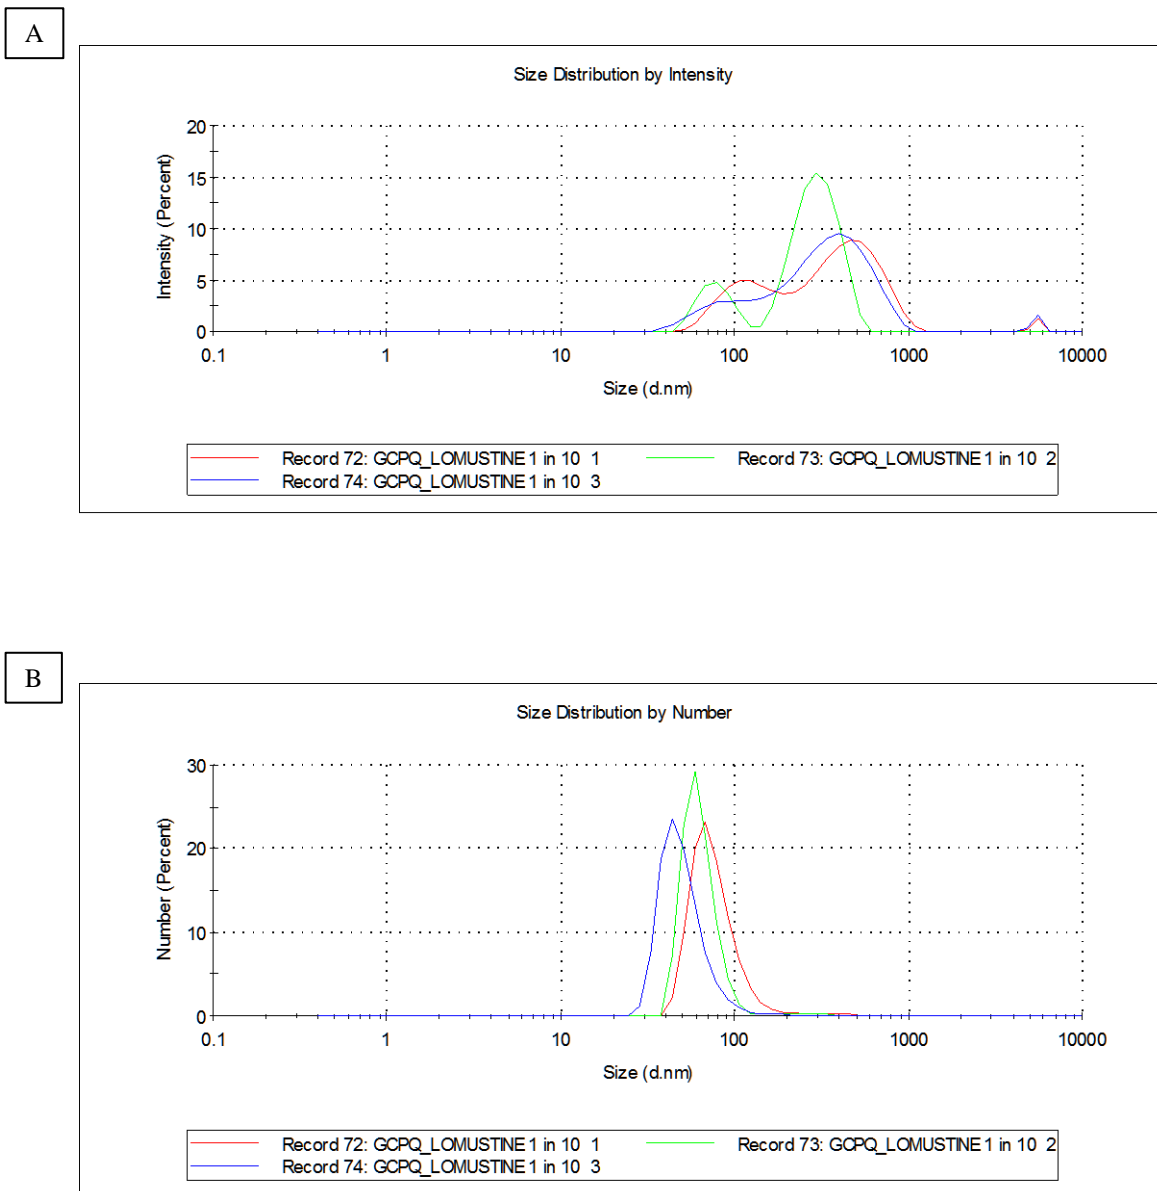 A
Size Distribution by Intensity
20
15
10
5
0
Intensity (Percent)
0.1 1 10 100 1000 10000
Size (d.nm)
Record 72: GCPQ_LOMUSTINE 1 in 10 1 Record 73: GCPQ_LOMUSTINE 1 in 10 2
Record 74: GCPQ_LOMUSTINE 1 in 10 3
B
Size Distribution by Number
30
20
10
0
Number (Percent)
0.1 1 10 100 1000 10000
Size (d.nm)
Record 72: GCPQ_LOMUSTINE 1 in 10 1 Record 73: GCPQ_LOMUSTINE 1 in 10 2
Record 74: GCPQ_LOMUSTINE 1 in 10 3